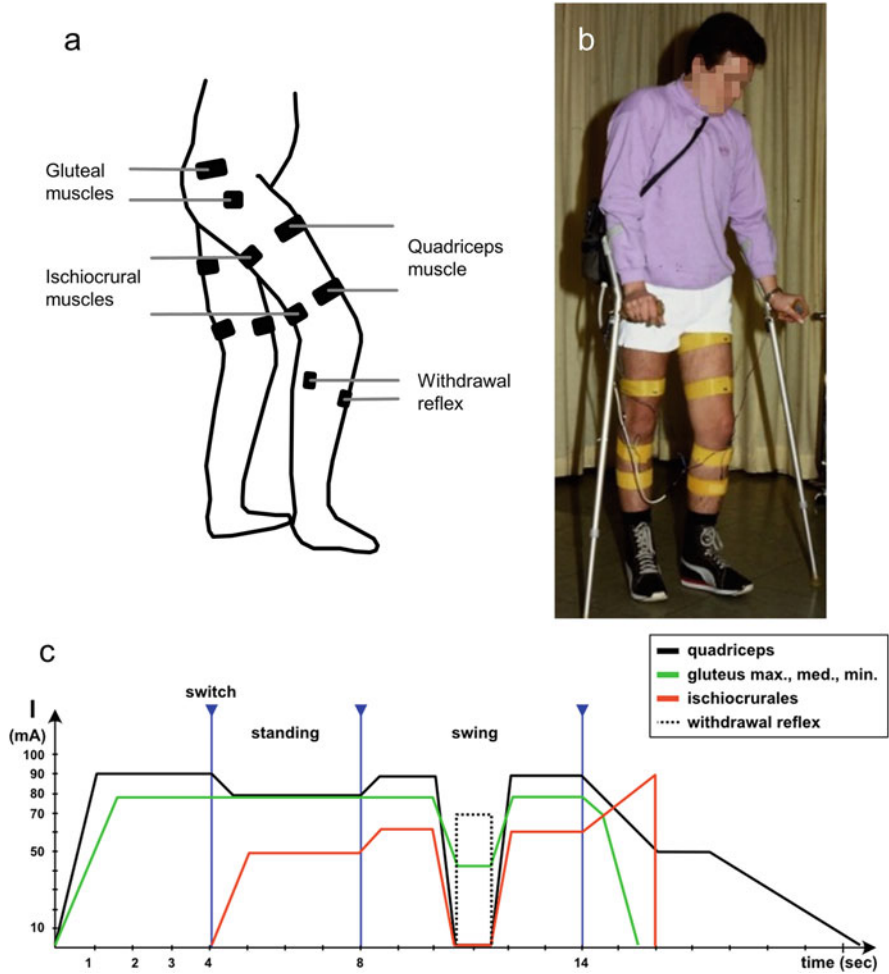 a
b
Gluteal
muscles
Ischiocrural
muscles
Quadriceps
muscle
Withdrawal
reflex
c
quadriceps
gluteus max., med., min.
ischiocrurales
withdrawal reflex
switch
standing
swing
I
(mA)
100
90
80
70
50
10
1 2 3 4 8 14 time (sec)